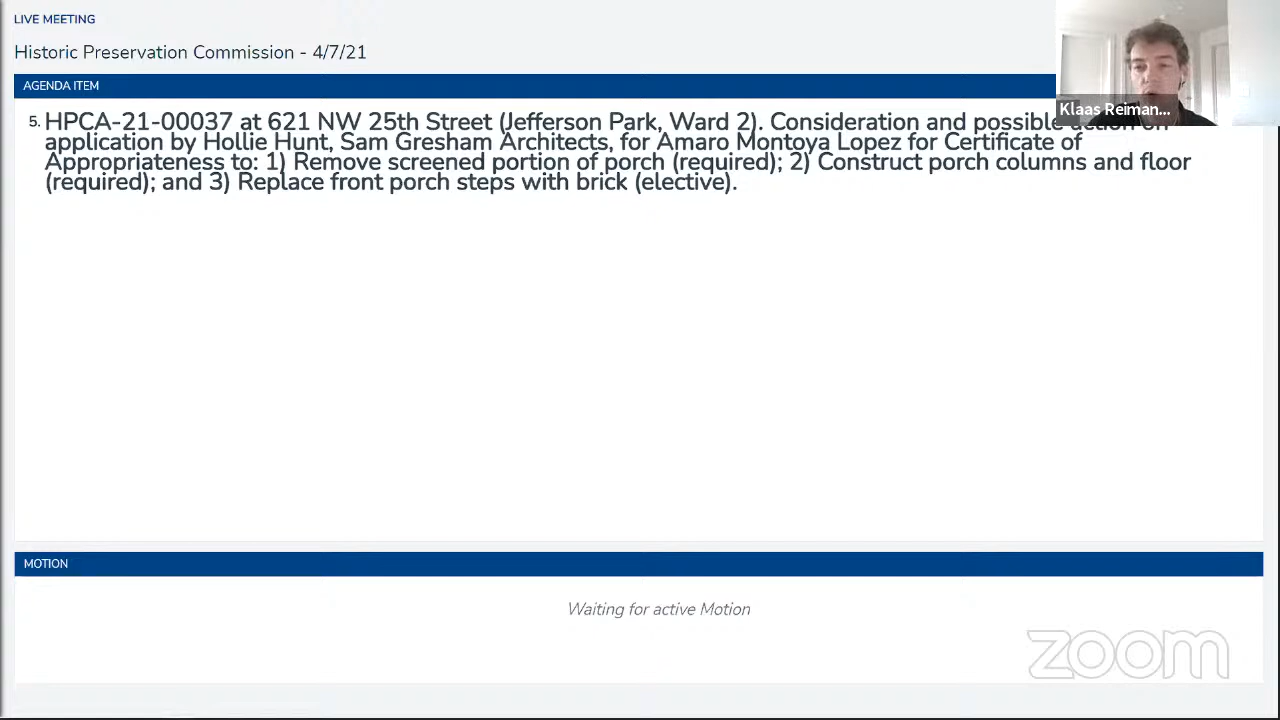 LIVE MEETING
Historic Preservation Commission - 4/7/21
AGENDA ITEM
Klaas Reiman...
5. HPCA-21-00037 at 621 NW 25th Street (Jefferson Park, Ward 2). Consideration and possible action on
application by Hollie Hunt, Sam Gresham Architects, for Amaro Montoya Lopez for Certificate of
Appropriateness to: 1) Remove screened portion of porch (required); 2) Construct porch columns and floor
(required); and 3) Replace front porch steps with brick (elective).
MOTION
Waiting for active Motion
zoom